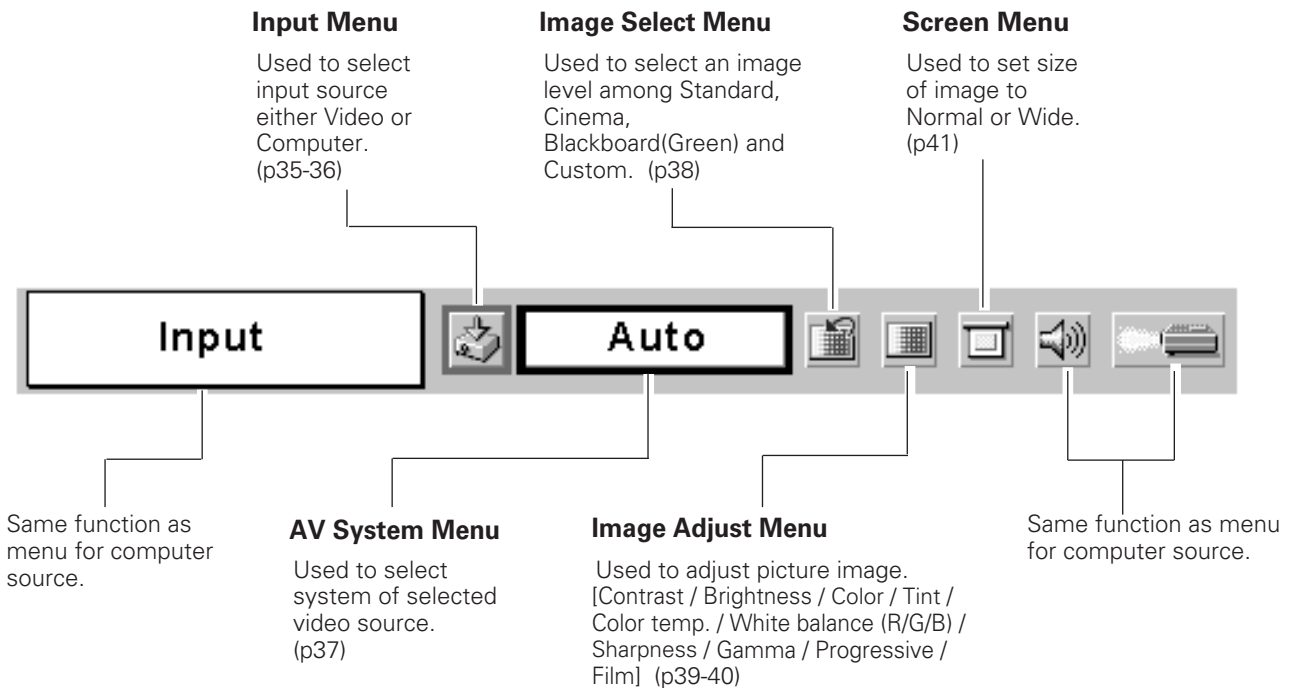 Input Menu
Used to select
input source
either Video or
Computer.
(p35-36)
Image Select Menu
Used to select an image
level among Standard,
Cinema,
Blackboard(Green) and
Custom. (p38)
Screen Menu
Used to set size
of image to
Normal or Wide.
(p41)
Input
Auto
Same function as
menu for computer
source.
AV System Menu
Used to select
system of selected
video source.
(p37)
Image Adjust Menu
Used to adjust picture image.
[Contrast / Brightness / Color / Tint /
Color temp. / White balance (R/G/B) /
Sharpness / Gamma / Progressive /
Film] (p39-40)
Same function as menu
for computer source.